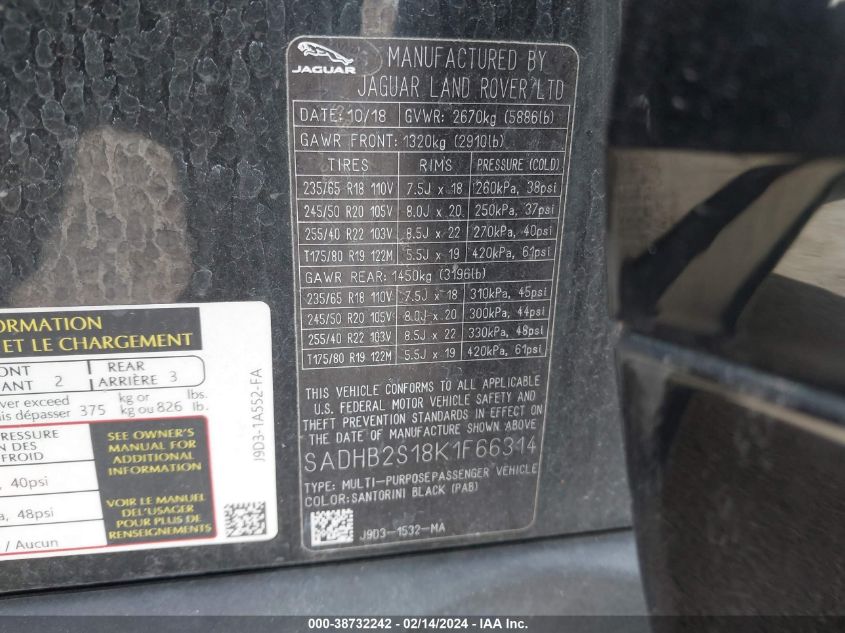 JAGUAR
MANUFACTURED BY
JAGUAR LAND ROVER LTD
DATE: 10/18 GVWR: 2670kg (5886lb)
GAWR FRONT: 1320kg (2910lb)
TIRES RIMS PRESSURE (COLD)
235/65 R18 110V 7.5J x 18 260kPa, 38psi
245/50 R20 105V 8.0J x 20 250kPa, 37psi
255/40 R22 103V 8.5J x 22 270kPa, 40psi
T175/80 R19 122M 5.5J x 19 420kPa, 61psi
GAWR REAR: 1450kg (3196lb)
235/65 R18 110V 7.5J x 18 310kPa, 45psi
245/50 R20 105V 8.0J x 20 300kPa, 44psi
255/40 R22 103V 8.5J x 22 330kPa, 48psi
T175/80 R19 122M 5.5J x 19 420kPa, 61psi
THIS VEHICLE CONFORMS TO ALL APPLICABLE
U.S. FEDERAL MOTOR VEHICLE SAFETY AND
THEFT PREVENTION STANDARDS IN EFFECT ON
THE DATE OF MANUFACTURE SHOWN ABOVE
SADHB2S18K1F66314
TYPE: MULTI-PURPOSE PASSENGER VEHICLE
COLOR: SANTORINI BLACK (PAB)
J9D3-1532-MA
ORMATION
ET LE CHARGEMENT
ONT REAR
ANT 2 ARRIÈRE 3
ver exceed kg or lbs.
ais dépasser 375 kg ou 826 lb.
RESSURE
ON DES
FROID
, 40psi
a, 48psi
/ Aucun
SEE OWNER'S
MANUAL FOR
ADDITIONAL
INFORMATION
VOIR LE MANUEL
DEL'USAGER
POUR PLUS DE
RENSEIGNEMENTS
J9D3-1A552-FA
000-38732242 - 02/14/2024 - IAA Inc.